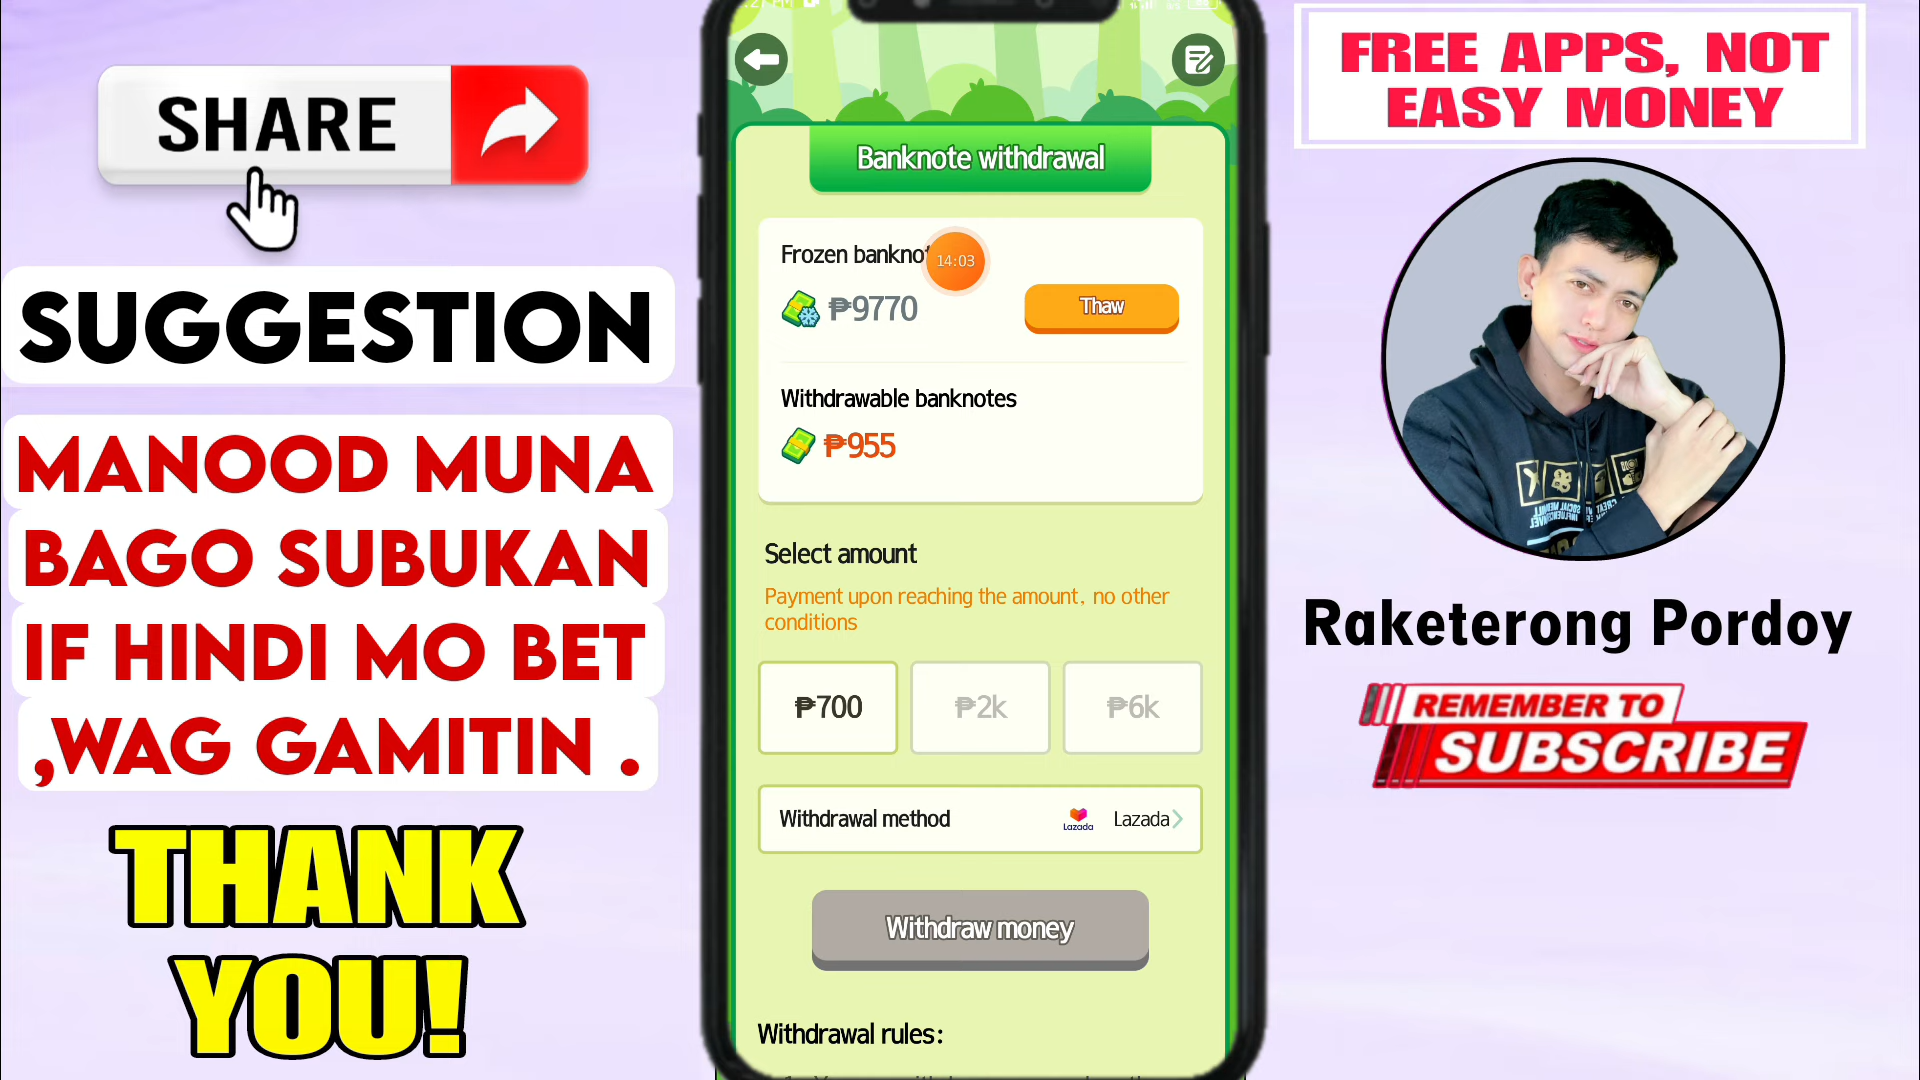 SHARE
SUGGESTION
MANOOD MUNA
BAGO SUBUKAN
IF HINDI MO BET
,WAG GAMITIN .
THANK
YOU!
Banknote withdrawal
Frozen
14:03
₱9770
Thaw
Withdrawable banknotes
₱955
Select amount
Payment upon reaching the amount, no other
conditions
₱700
₱2k
₱6k
Withdrawal method
Lazada
Lazada
Withdraw money
Withdrawal rules:
FREE APPS, NOT
EASY MONEY
Raketerong Pordoy
REMEMBER TO
SUBSCRIBE